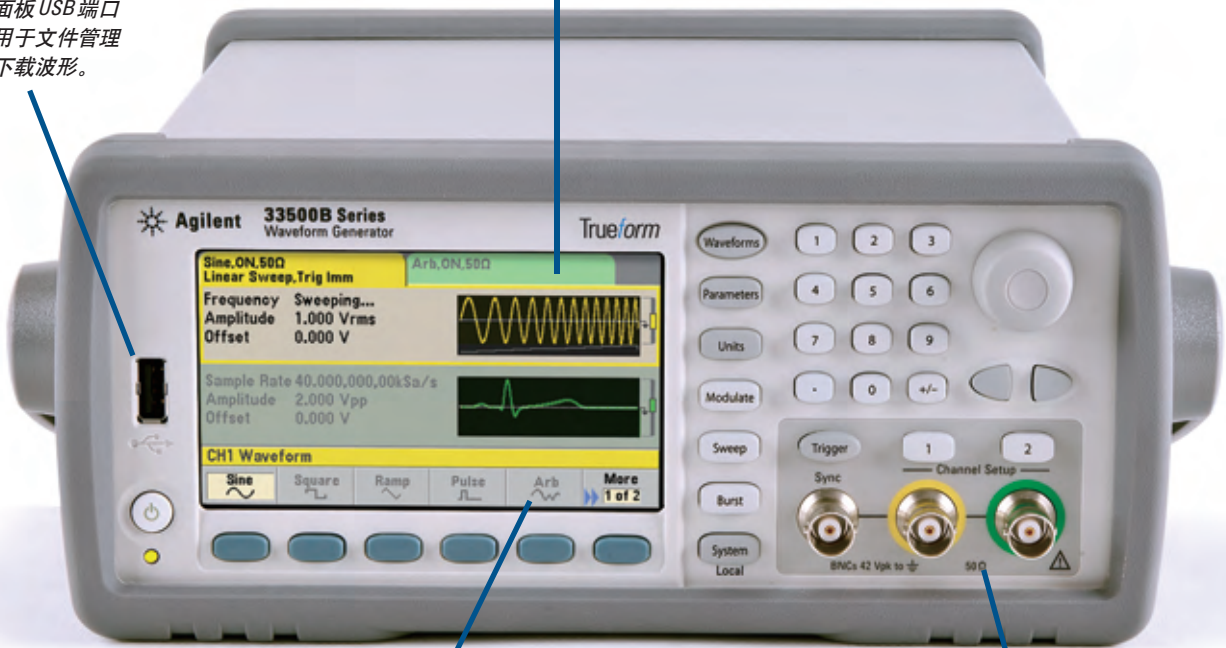 面板USB端口
用于文件管理
下载波形。
Agilent 33500B Series
Waveform Generator
Trueform
Sine,ON,50Ω
Linear Sweep,Trig Imm
Arb,ON,50Ω
Frequency Sweeping...
Amplitude 1.000 Vrms
Offset 0.000 V
Sample Rate 40.000,000,00kSa/s
Amplitude 2.000 Vpp
Offset 0.000 V
CH1 Waveform
Sine Square Ramp Pulse Arb More
1 of 2
Waveforms
Parameters
Units
Modulate
Sweep
Burst
System
Local
1 2 3
4 5 6
7 8 9
. 0 +/-
Trigger 1 2
Channel Setup
Sync
BNCs 42 Vpk to 50 Ω